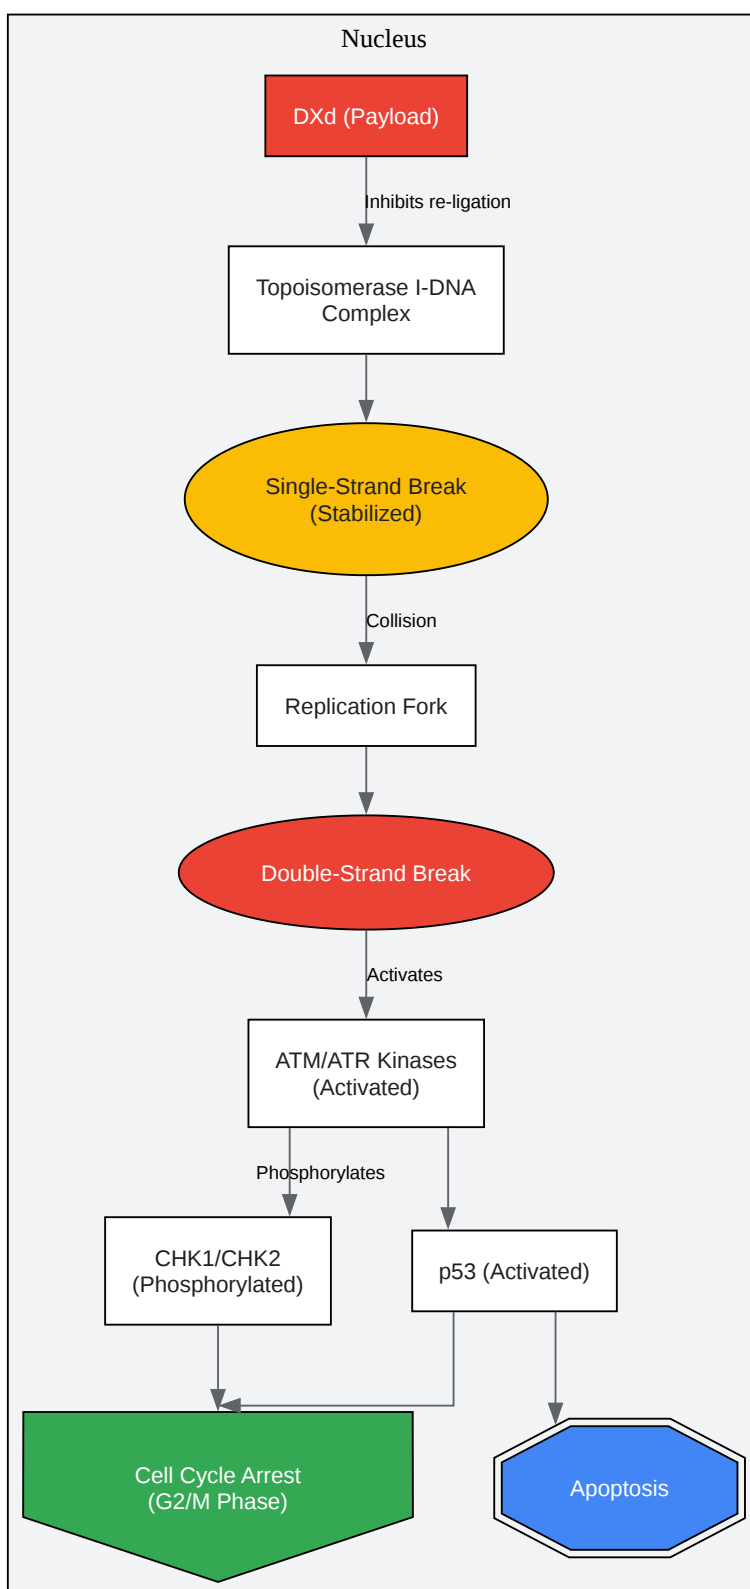 Nucleus
DXd (Payload)
Inhibits re-ligation
Topoisomerase I-DNA
Complex
Single-Strand Break
(Stabilized)
Collision
Replication Fork
Double-Strand Break
Activates
ATM/ATR Kinases
(Activated)
Phosphorylates
CHK1/CHK2
(Phosphorylated)
p53 (Activated)
Cell Cycle Arrest
(G2/M Phase)
Apoptosis